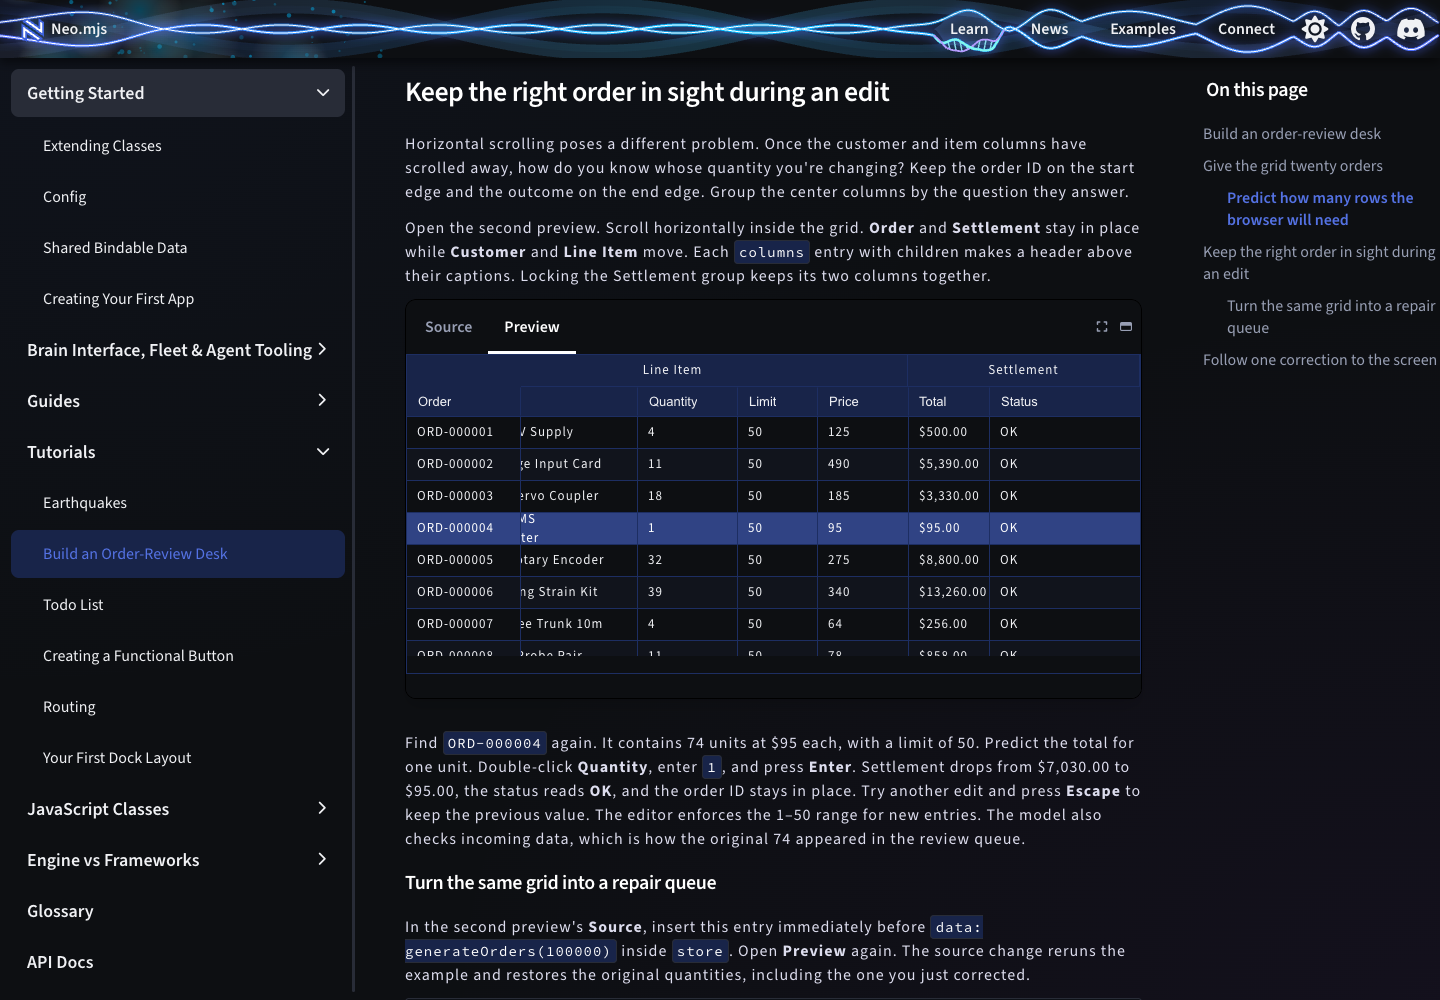 Neo.mjs
Learn
News
Examples
Connect
Getting Started
Extending Classes
Config
Shared Bindable Data
Creating Your First App
Brain Interface, Fleet & Agent Tooling
Guides
Tutorials
Earthquakes
Build an Order-Review Desk
Todo List
Creating a Functional Button
Routing
Your First Dock Layout
JavaScript Classes
Engine vs Frameworks
Glossary
API Docs
Keep the right order in sight during an edit
Horizontal scrolling poses a different problem. Once the customer and item columns have
scrolled away, how do you know whose quantity you're changing? Keep the order ID on the start
edge and the outcome on the end edge. Group the center columns by the question they answer.
Open the second preview. Scroll horizontally inside the grid. Order and Settlement stay in place
while Customer and Line Item move. Each columns entry with children makes a header above
their captions. Locking the Settlement group keeps its two columns together.
Source Preview
Line Item Settlement
Order Quantity Limit Price Total Status
ORD-000001 V Supply 4 50 125 $500.00 OK
ORD-000002 ge Input Card 11 50 490 $5,390.00 OK
ORD-000003 ervo Coupler 18 50 185 $3,330.00 OK
ORD-000004 MS ter 1 50 95 $95.00 OK
ORD-000005 otary Encoder 32 50 275 $8,800.00 OK
ORD-000006 ng Strain Kit 39 50 340 $13,260.00 OK
ORD-000007 ee Trunk 10m 4 50 64 $256.00 OK
ORD-000008 Probe Pair 11 50 78 $858.00 OK
Find ORD-000004 again. It contains 74 units at $95 each, with a limit of 50. Predict the total for
one unit. Double-click Quantity, enter 1, and press Enter. Settlement drops from $7,030.00 to
$95.00, the status reads OK, and the order ID stays in place. Try another edit and press Escape to
keep the previous value. The editor enforces the 1–50 range for new entries. The model also
checks incoming data, which is how the original 74 appeared in the review queue.
Turn the same grid into a repair queue
In the second preview's Source, insert this entry immediately before data:
generateOrders(100000) inside store. Open Preview again. The source change reruns the
example and restores the original quantities, including the one you just corrected.
On this page
Build an order-review desk
Give the grid twenty orders
Predict how many rows the
browser will need
Keep the right order in sight during
an edit
Turn the same grid into a repair
queue
Follow one correction to the screen